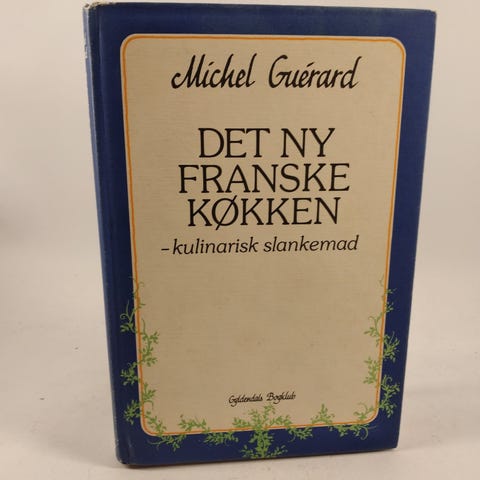 Michel Guérard
DET NY
FRANSKE
KØKKEN
– kulinarisk slankemad
Gyldendals Bogklub